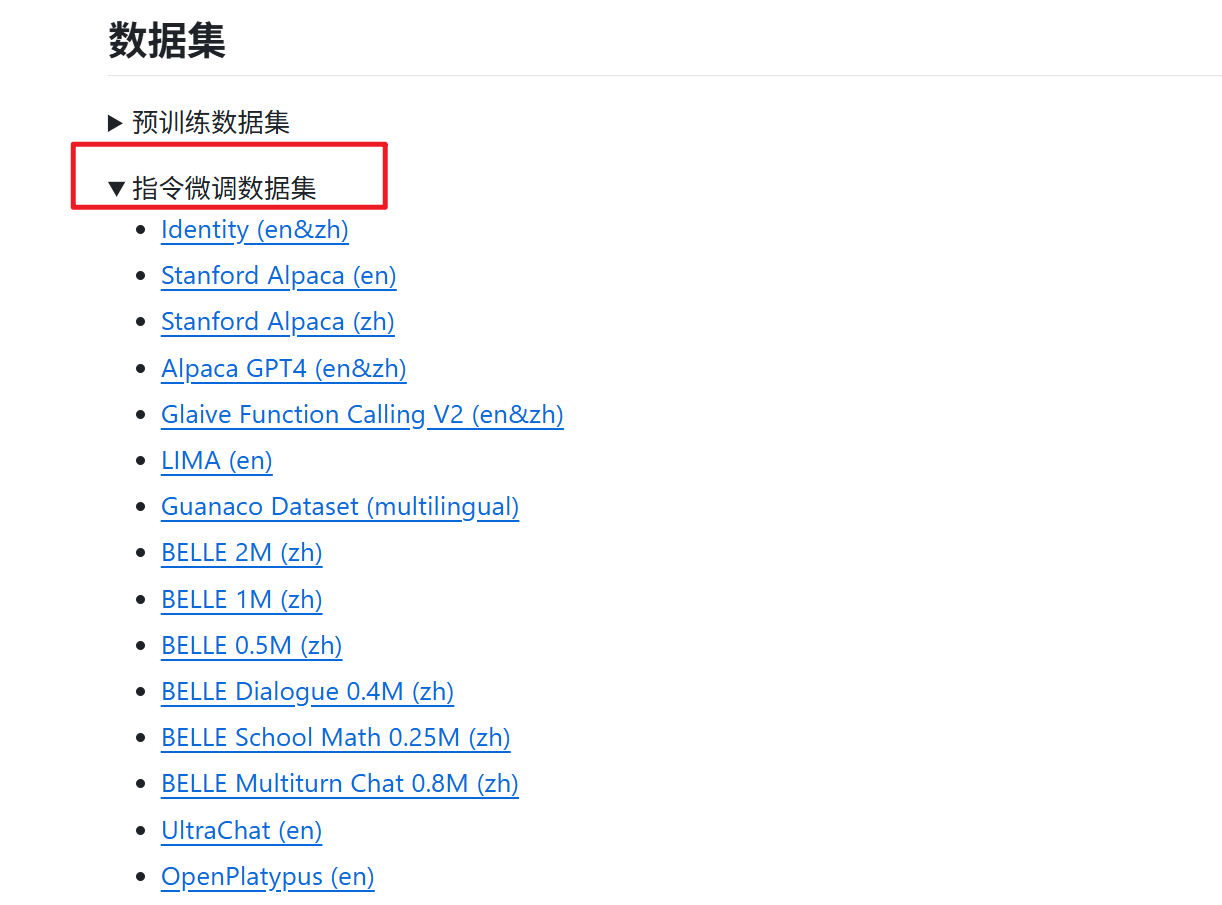 数据集
▶ 预训练数据集
▼ 指令微调数据集
• Identity (en&zh)
• Stanford Alpaca (en)
• Stanford Alpaca (zh)
• Alpaca GPT4 (en&zh)
• Glaive Function Calling V2 (en&zh)
• LIMA (en)
• Guanaco Dataset (multilingual)
• BELLE 2M (zh)
• BELLE 1M (zh)
• BELLE 0.5M (zh)
• BELLE Dialogue 0.4M (zh)
• BELLE School Math 0.25M (zh)
• BELLE Multiturn Chat 0.8M (zh)
• UltraChat (en)
• OpenPlatypus (en)